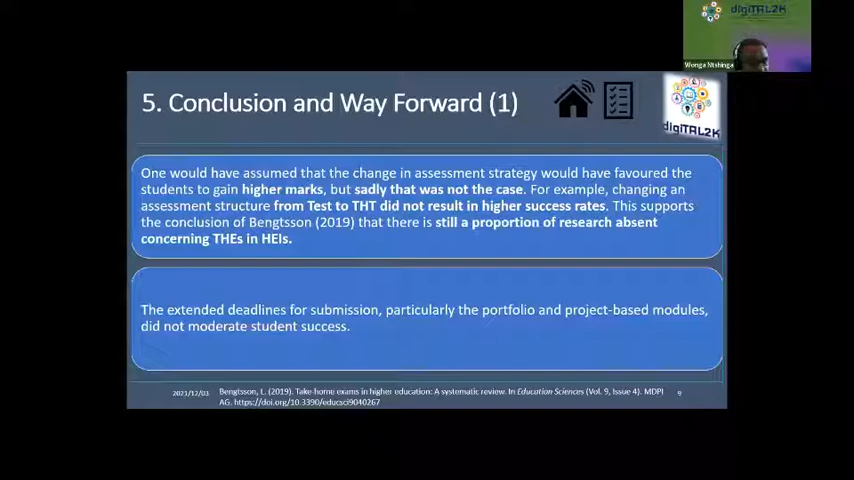 digiTAL2K
Wonga Ntshinga
5. Conclusion and Way Forward (1)
digiTAL2K
One would have assumed that the change in assessment strategy would have favoured the
students to gain higher marks, but sadly that was not the case. For example, changing an
assessment structure from Test to THT did not result in higher success rates. This supports
the conclusion of Bengtsson (2019) that there is still a proportion of research absent
concerning THEs in HEIs.
The extended deadlines for submission, particularly the portfolio and project-based modules,
did not moderate student success.
2021/12/03
Bengtsson, L. (2019). Take-home exams in higher education: A systematic review. In Education Sciences (Vol. 9, Issue 4). MDPI
AG. https://doi.org/10.3390/educsci9040267
9